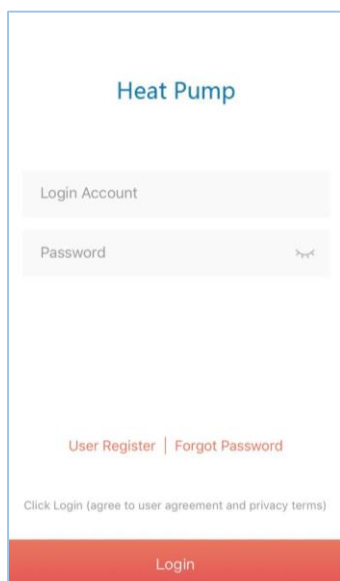 Heat Pump
Login Account
Password
User Register | Forgot Password
Click Login (agree to user agreement and privacy terms)
Login